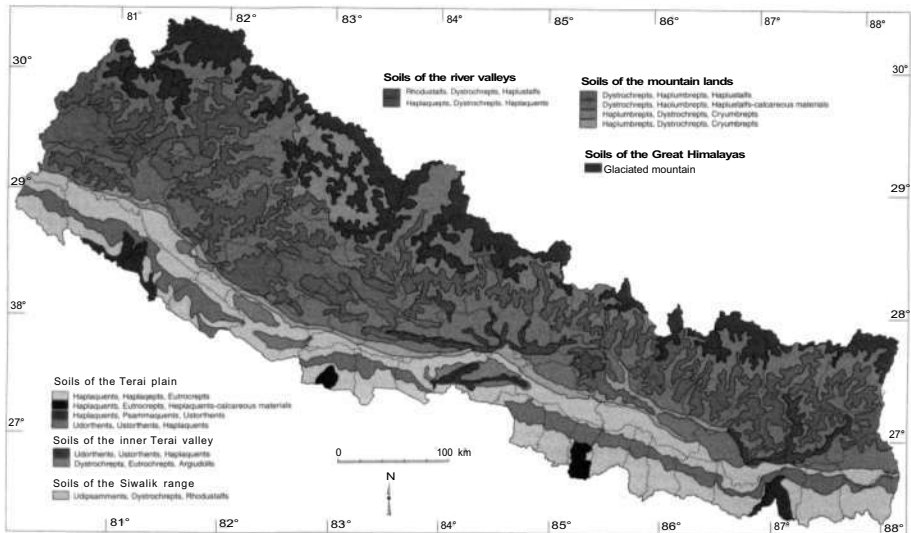 81° 82° 83° 84° 85° 86° 87° 88°
30° 30°
Soils of the river valleys
Rhodustalfs, Dystrochrepts, Haplustalfs
Haplaquepts, Dystrochrepts, Haplaquents
Soils of the mountain lands
Dystrochrepts, Haplumbrepts, Haplustalfs
Dystrochrepts, Haplumbrepts, Haplustalfs-calcareous materials
Haplumbrepts, Dystrochrepts, Cryumbrepts
Haplumbrepts, Dystrochrepts, Cryumbrepts
Soils of the Great Himalayas
Glaciated mountain
29° 29°
38° 28°
Soils of the Terai plain
Haplaquents, Haplaqepts, Eutrocrepts
Haplaquents, Eutrocrepts, Heplaquents-calcareous materials
Haplaquents, Psammaquents, Ustorthents
Udorthents, Ustorthents, Haplaquents
27° 27°
Soils of the inner Terai valley
Udorthents, Ustorthents, Haplaquents
Dystrochrepts, Eutrochrepts, Argiudolls
Soils of the Siwalik range
Udipsamments, Dystrochrepts, Rhodustalfs
0 100 km
N
81° 82° 83° 84° 85° 86° 87° 88°